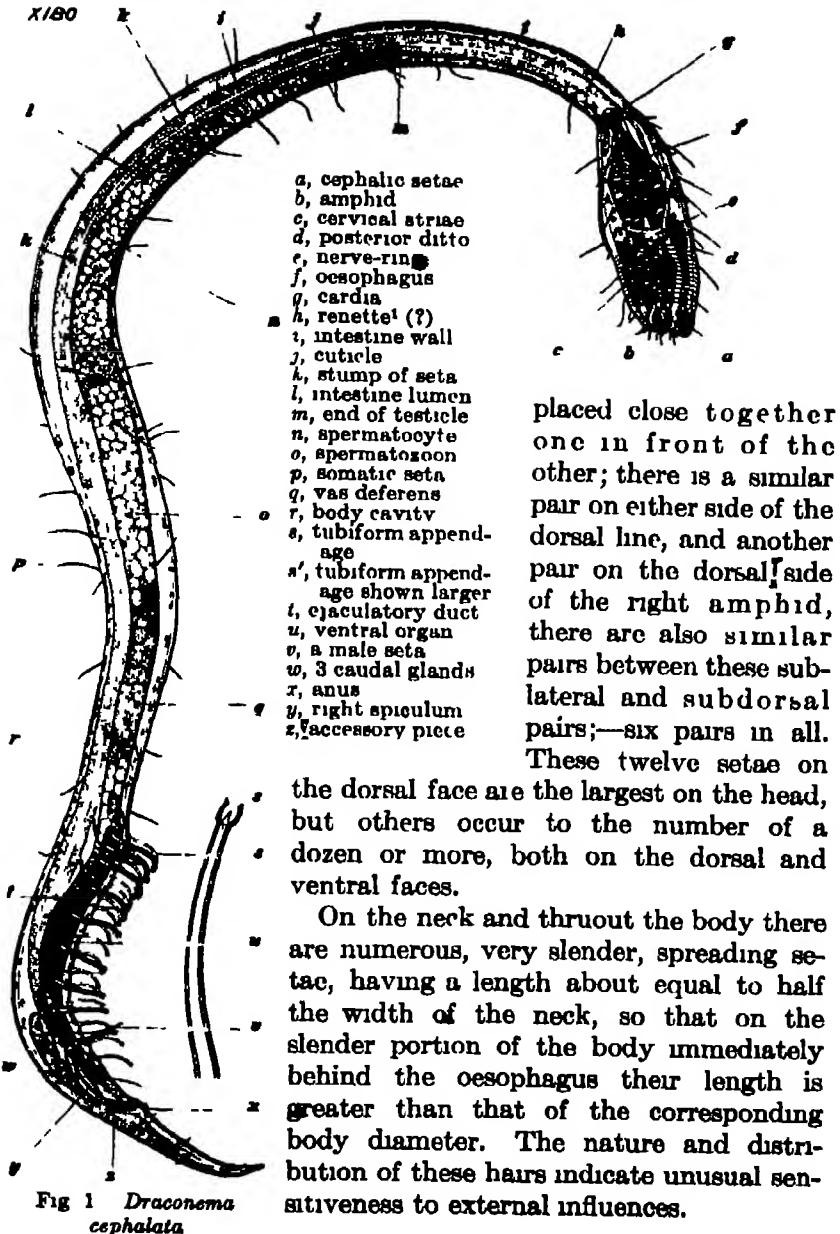 X180
k i j i h
g
l
m
f
e
k
d
n
c b a
a, cephalic setae
b, amphid
c, cervical striae
d, posterior ditto
e, nerve-ring
f, oesophagus
g, cardia
h, renette¹ (?)
i, intestine wall
j, cuticle
k, stump of seta
l, intestine lumen
m, end of testicle
n, spermatocyte
o, spermatozoon
p, somatic seta
q, vas deferens
r, body cavity
s, tubiform append-
age
s', tubiform append-
age shown larger
t, ejaculatory duct
u, ventral organ
v, a male seta
w, 3 caudal glands
x, anus
y, right spiculum
z, accessory piece
o
p
q
r
s
s
t
u
v
w
x
y z
placed close together
one in front of the
other; there is a similar
pair on either side of the
dorsal line, and another
pair on the dorsal side
of the right amphid,
there are also similar
pairs between these sub-
lateral and subdorsal
pairs;—six pairs in all.
These twelve setae on
the dorsal face are the largest on the head,
but others occur to the number of a
dozen or more, both on the dorsal and
ventral faces.
On the neck and thruout the body there
are numerous, very slender, spreading se-
tae, having a length about equal to half
the width of the neck, so that on the
slender portion of the body immediately
behind the oesophagus their length is
greater than that of the corresponding
body diameter. The nature and distri-
bution of these hairs indicate unusual sen-
sitiveness to external influences.
Fig 1 Draconema
cephalata